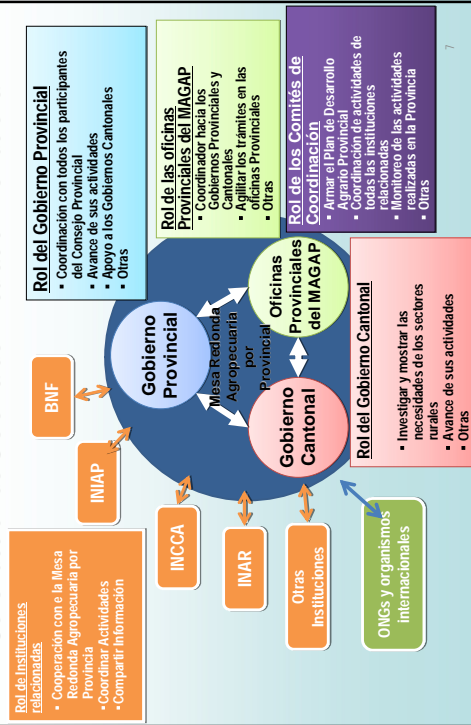 Rol de Instituciones
relacionadas
▪ Cooperación con e la Mesa
Redonda Agropecuaria por
Provincia
▪ Coordinar Actividades
▪ Compartir Información
BNF
INIAP
INCCA
INAR
Otras
Instituciones
ONGs y organismos
internacionales
Gobierno
Provincial
Mesa Redonda
Agropecuaria
por
Provincial
Gobierno
Cantonal
Oficinas
Provinciales
del MAGAP
Rol del Gobierno Provincial
▪ Coordinación con todos los participantes
del Consejo Provincial
▪ Avance de sus actividades
▪ Apoyo a los Gobiernos Cantonales
▪ Otras
Rol de las oficinas
Provinciales del MAGAP
▪ Coordinador hacia los
Gobiernos Provinciales y
Cantonales
▪ Agilitar los trámites en las
oficinas Provinciales
▪ Otras
Rol de los Comités de
Coordinación
▪ Armar el Plan de Desarrollo
Agrario Provincial
▪ Coordinación de actividades de
todas las instituciones
relacionadas
▪ Monitoreo de las actividades
realizadas en la Provincia
▪ Otras
Rol del Gobierno Cantonal
▪ Investigar y mostrar las
necesidades de los sectores
rurales
▪ Avance de sus actividades
▪ Otras
7